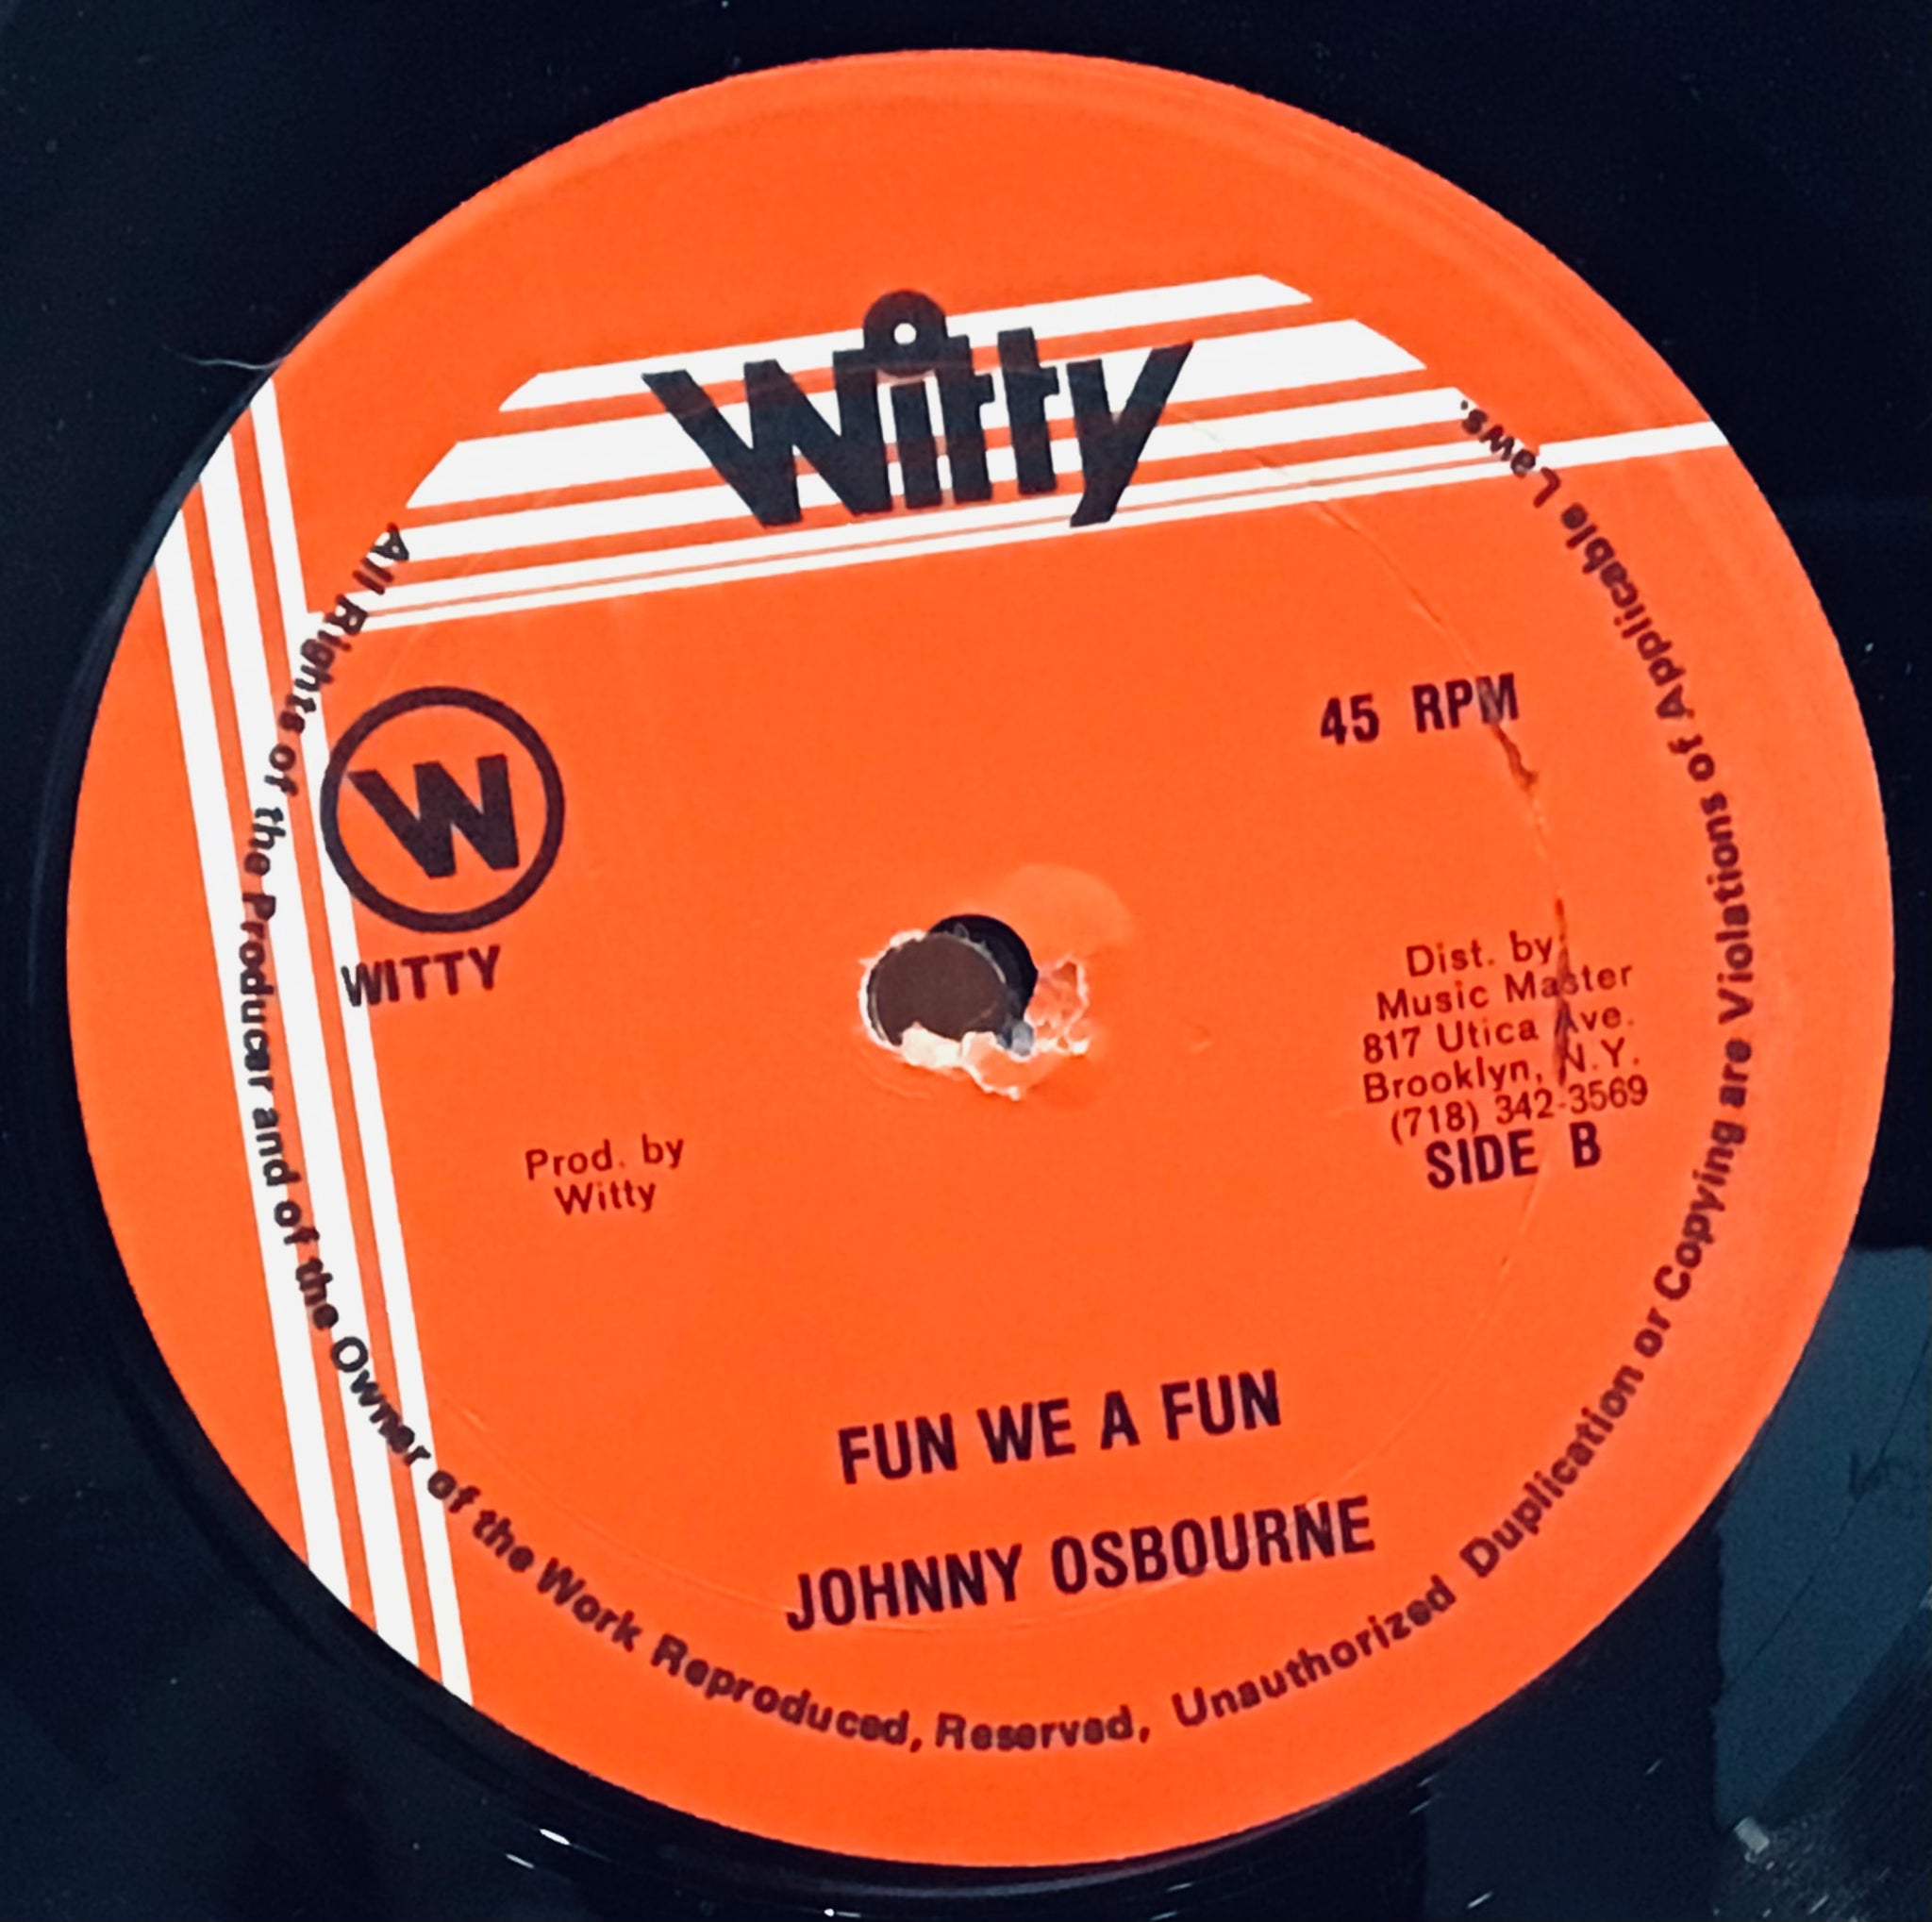 Witty
45 RPM
W
WITTY
Dist. by
Music Master
817 Utica Ave.
Brooklyn, N.Y.
(718) 342-3569
SIDE B
Prod. by
Witty
FUN WE A FUN
JOHNNY OSBOURNE
All Rights of the Producer and of the Owner of the Work Reproduced, Reserved, Unauthorized Duplication or Copying are Violations of Applicable Laws.